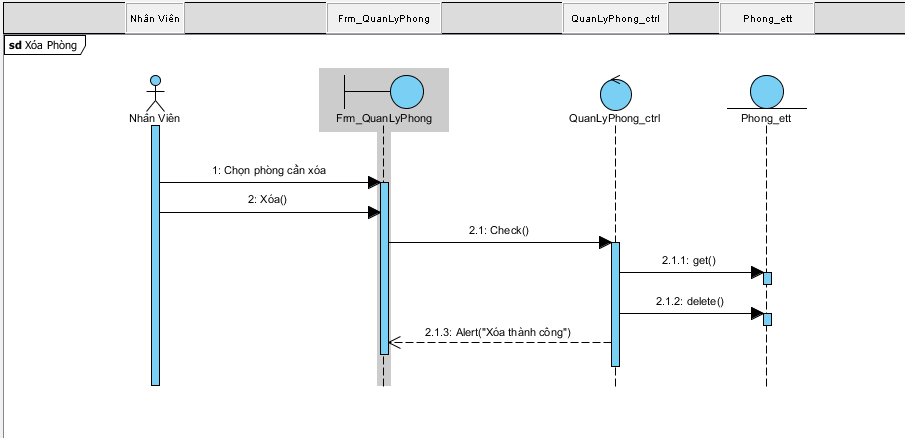 Nhân Viên
Frm_QuanLyPhong
QuanLyPhong_ctrl
Phong_ett
sd Xóa Phòng
Nhân Viên
Frm_QuanLyPhong
QuanLyPhong_ctrl
Phong_ett
1: Chọn phòng cần xóa
2: Xóa()
2.1: Check()
2.1.1: get()
2.1.2: delete()
2.1.3: Alert("Xóa thành công")